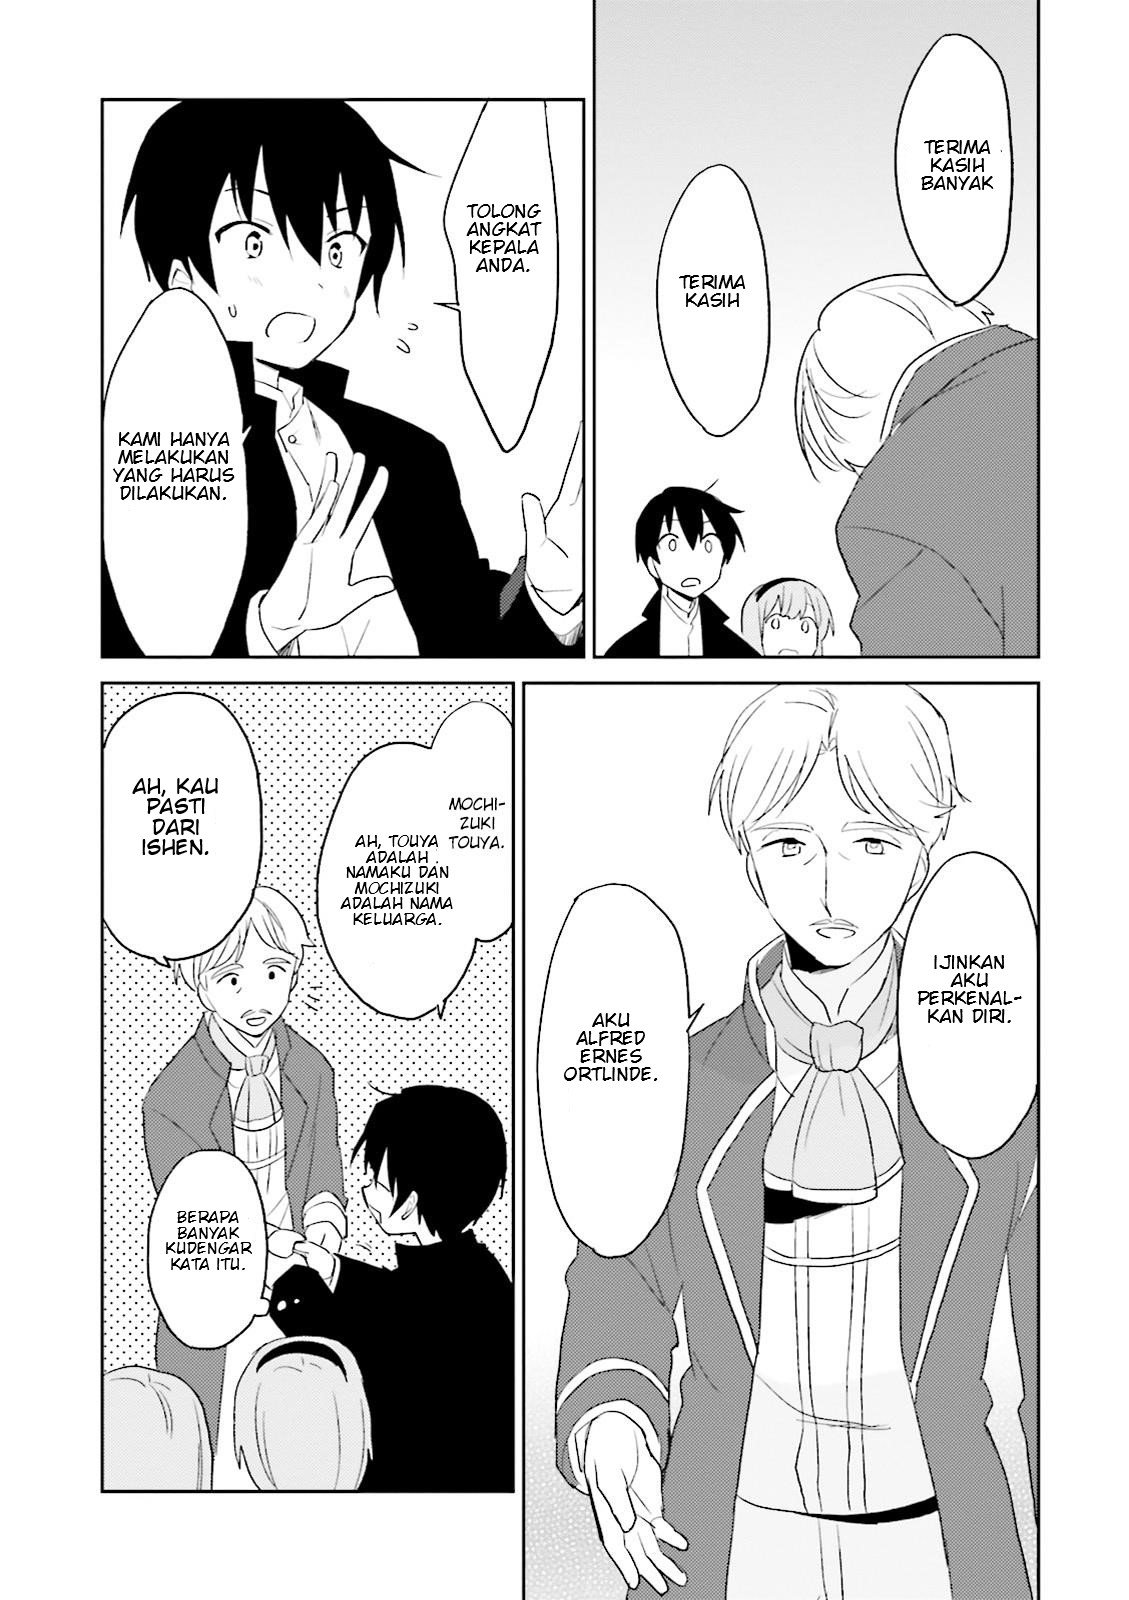 TERIMA
KASIH
BANYAK
TERIMA
KASIH
TOLONG
ANGKAT
KEPALA
ANDA.
KAMI HANYA
MELAKUKAN
YANG HARUS
DILAKUKAN.
IJINKAN
AKU
PERKENAL-
KAN DIRI.
AKU
ALFRED
ERNES
ORTLINDE.
MOCHI-
ZUKI
TOUYA.
AH, TOUYA
ADALAH
NAMAKU DAN
MOCHIZUKI
ADALAH NAMA
KELUARGA.
AH, KAU
PASTI
DARI
ISHEN.
BERAPA
BANYAK
KUDENGAR
KATA ITU.